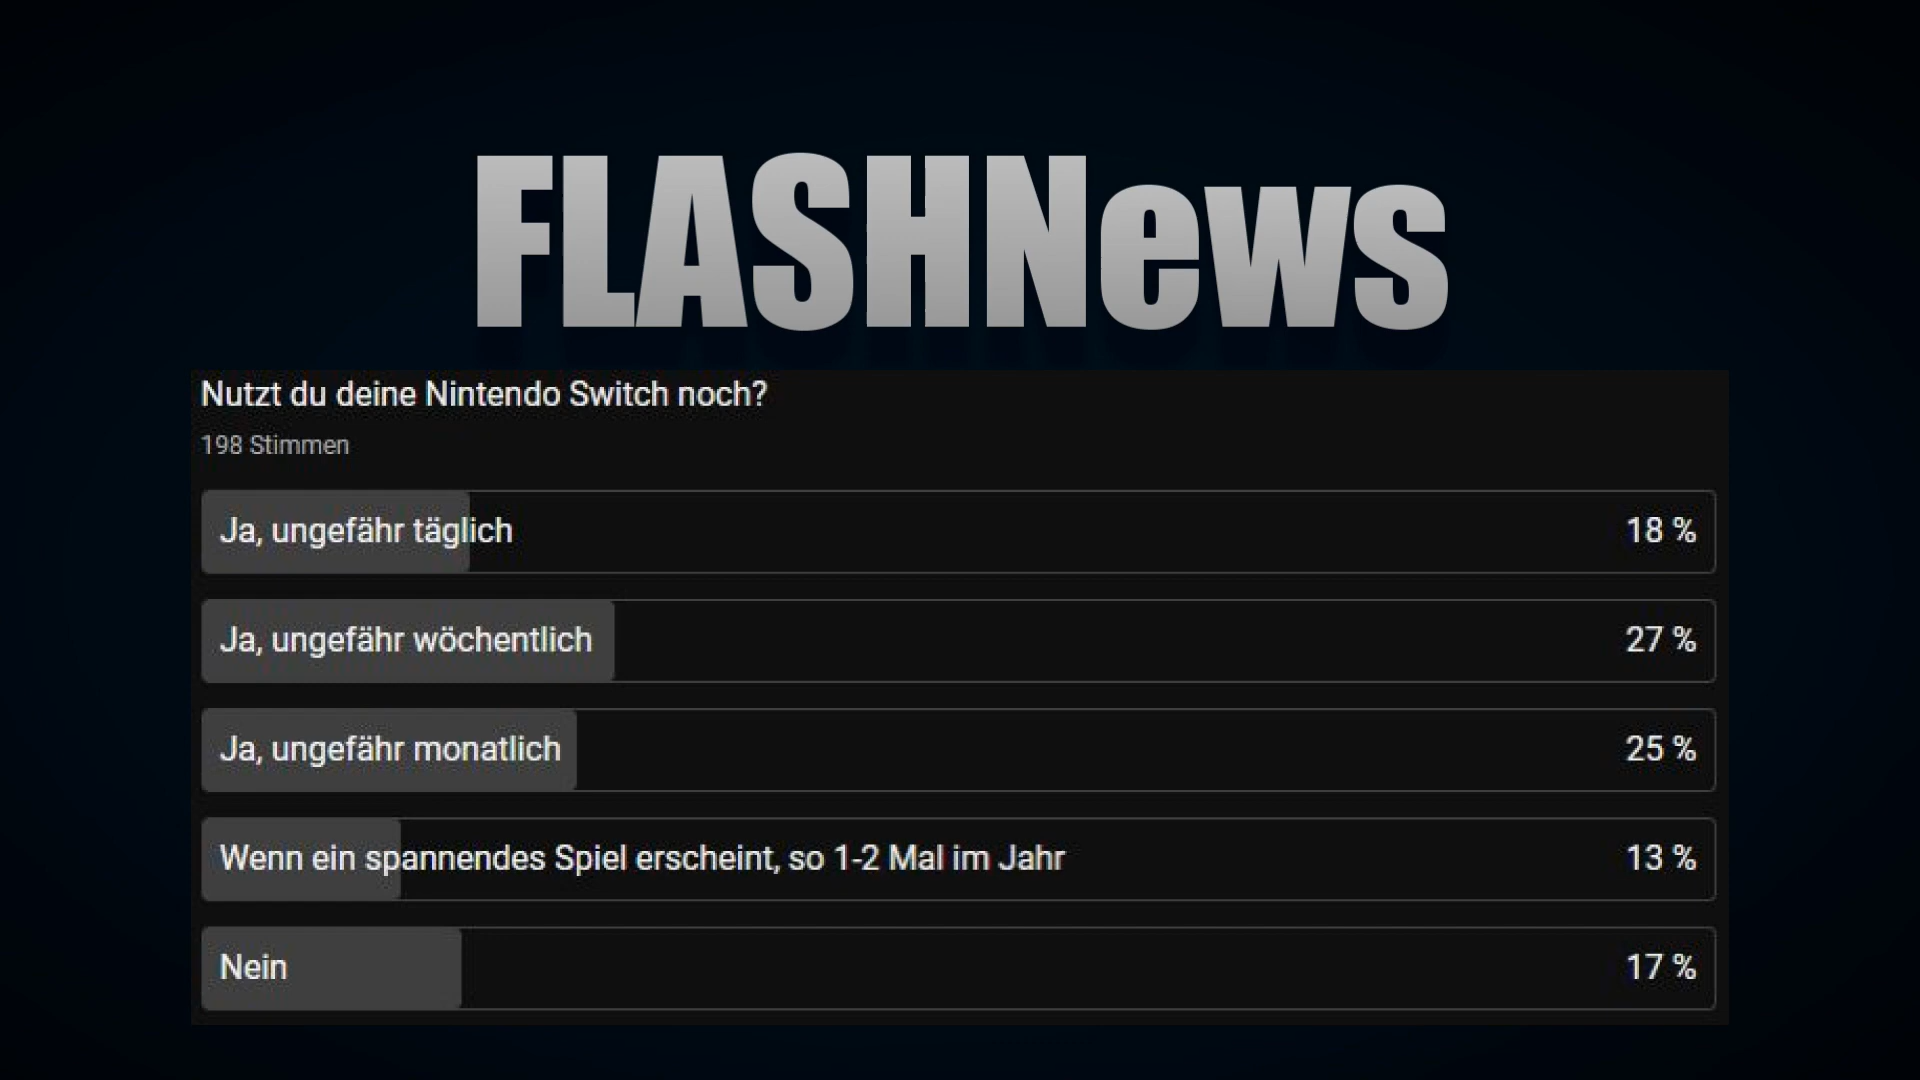 FLASHNews
Nutzt du deine Nintendo Switch noch?
198 Stimmen
Ja, ungefähr täglich 18 %
Ja, ungefähr wöchentlich 27 %
Ja, ungefähr monatlich 25 %
Wenn ein spannendes Spiel erscheint, so 1-2 Mal im Jahr 13 %
Nein 17 %